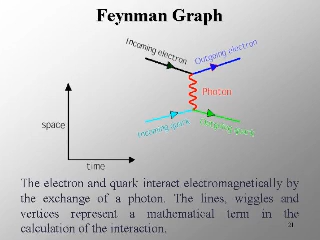 Feynman Graph
Incoming electron
Outgoing electron
Photon
Incoming quark
Outgoing quark
space
time
The electron and quark interact electromagnetically by
the exchange of a photon. The lines, wiggles and
vertices represent a mathematical term in the
calculation of the interaction.